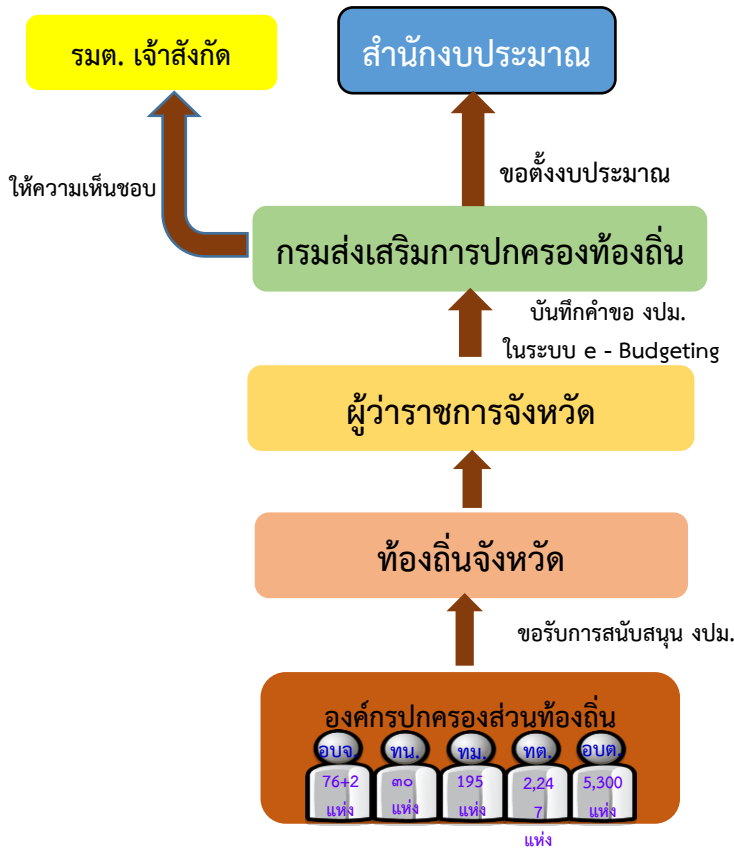 รมต. เจ้าสังกัด
สำนักงบประมาณ
ให้ความเห็นชอบ
ขอตั้งงบประมาณ
กรมส่งเสริมการปกครองท้องถิ่น
บันทึกคำขอ งปม.
ในระบบ e - Budgeting
ผู้ว่าราชการจังหวัด
ท้องถิ่นจังหวัด
ขอรับการสนับสนุน งปม.
องค์กรปกครองส่วนท้องถิ่น
อบจ.
76+2
แห่ง
ทน.
๓๐
แห่ง
ทม.
195
แห่ง
ทต.
2,24
7
แห่ง
อบต.
5,300
แห่ง